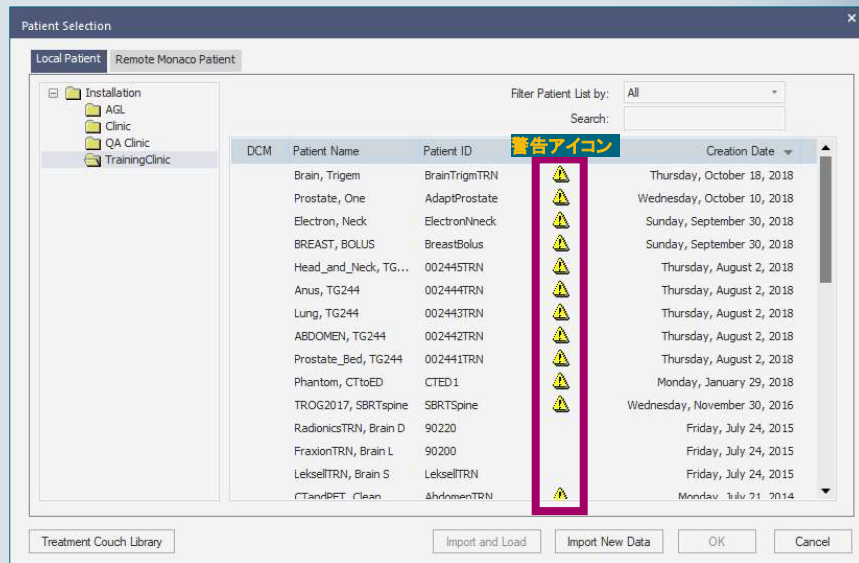 Patient Selection
Local Patient Remote Monaco Patient
Installation
AGL
Clinic
QA Clinic
TrainingClinic
Filter Patient List by: All
Search:
警告アイコン
DCM Patient Name Patient ID Creation Date
Brain, Trigem BrainTrigmTRN Thursday, October 18, 2018
Prostate, One AdaptProstate Wednesday, October 10, 2018
Electron, Neck ElectronNneck Sunday, September 30, 2018
BREAST, BOLUS BreastBolus Sunday, September 30, 2018
Head_and_Neck, TG... 002445TRN Thursday, August 2, 2018
Anus, TG244 002444TRN Thursday, August 2, 2018
Lung, TG244 002443TRN Thursday, August 2, 2018
ABDOMEN, TG244 002442TRN Thursday, August 2, 2018
Prostate_Bed, TG244 002441TRN Thursday, August 2, 2018
Phantom, CTtoED CTED1 Monday, January 29, 2018
TROG2017, SBRTspine SBRTSpine Wednesday, November 30, 2016
RadionicsTRN, Brain D 90220 Friday, July 24, 2015
FraxionTRN, Brain L 90200 Friday, July 24, 2015
LeksellTRN, Brain S LeksellTRN Friday, July 24, 2015
CTandPET, Clean AbdomenTRN Monday, July 21, 2014
Treatment Couch Library Import and Load Import New Data OK Cancel